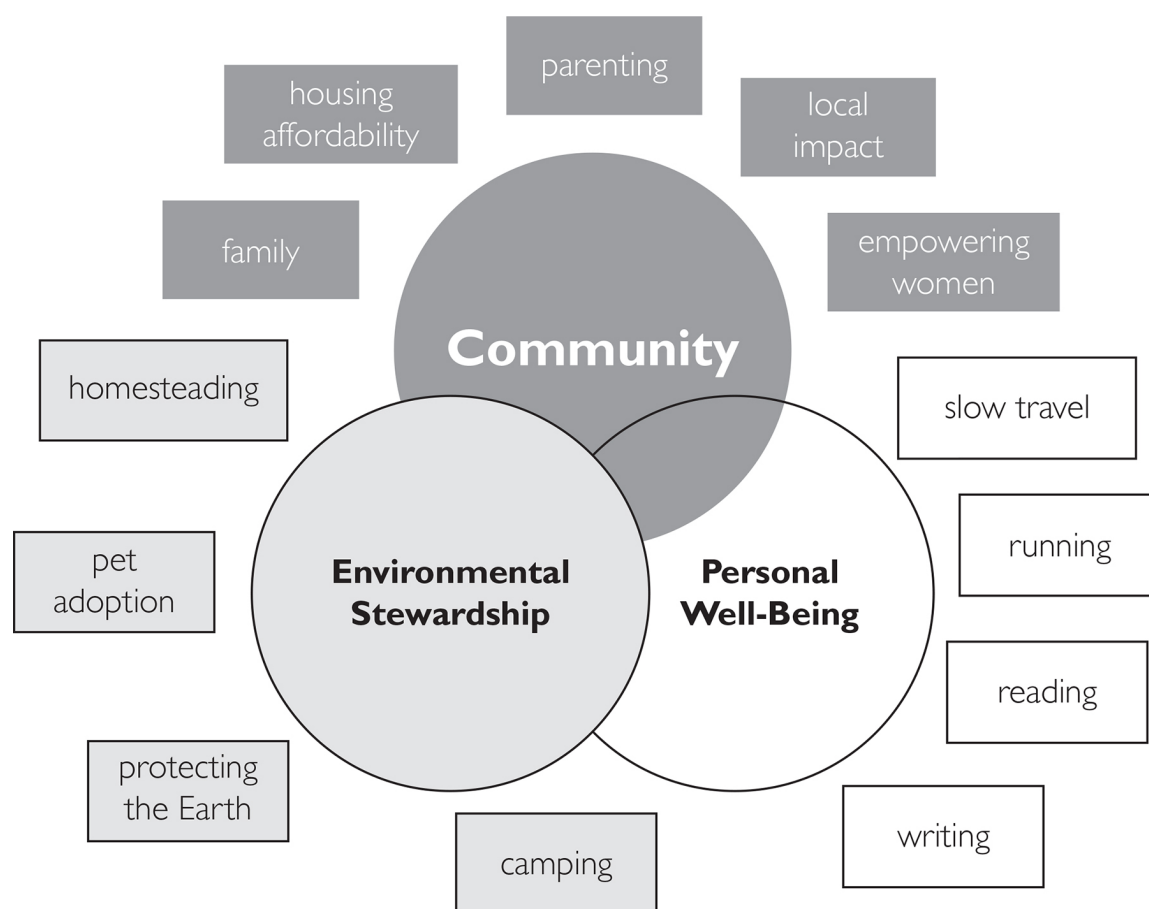 parenting
housing
affordability
local
impact
family
empowering
women
Community
homesteading
slow travel
running
pet
adoption
Environmental
Stewardship
Personal
Well-Being
reading
protecting
the Earth
writing
camping